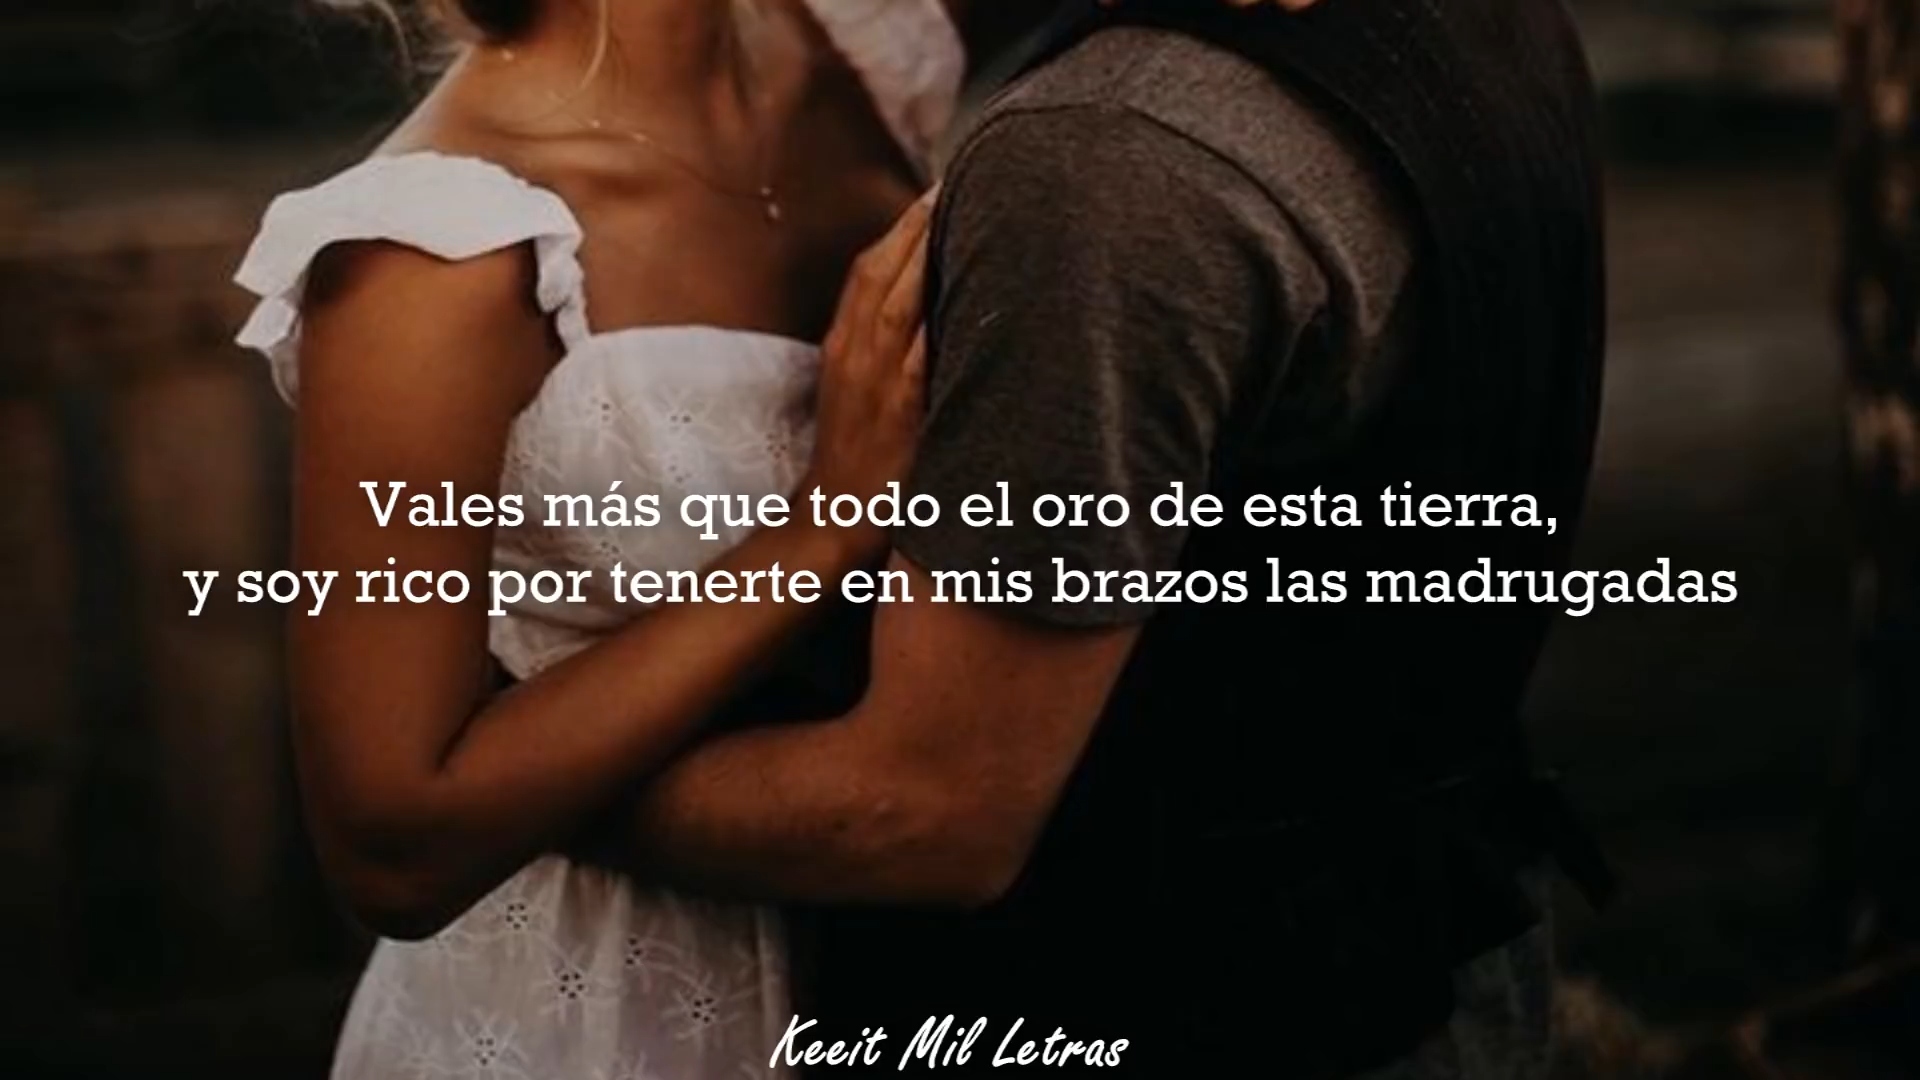 Vales más que todo el oro de esta tierra,
y soy rico por tenerte en mis brazos las madrugadas
Keeit Mil Letras